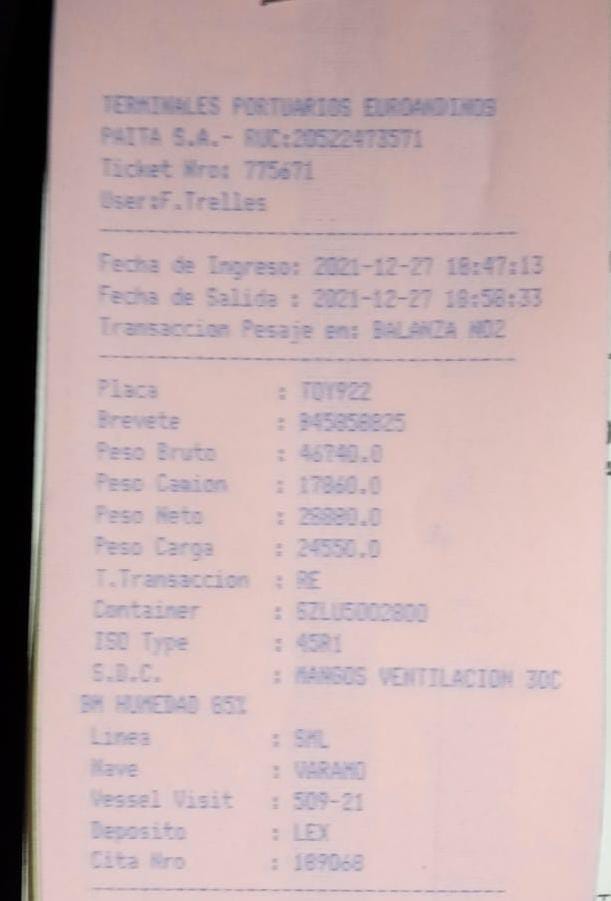 TERMINALES PORTUARIOS EUROANDINOS
PAITA S.A.- RUC:20522473571
Ticket Nro: 775671
User:F.Trelles
Fecha de Ingreso: 2021-12-27 18:47:13
Fecha de Salida : 2021-12-27 18:58:33
Transaccion Pesaje en: BALANZA NO2
Placa : TQY922
Brevete :
Peso Bruto : 46740.0
Peso Camion : 17860.0
Peso Neto : 28880.0
Peso Carga : 24550.0
T.Transaccion : RE
Container : SZLU5002800
ISO Type : 45R1
S.D.C. : MANGOS VENTILACION 30C
BM HUMEDAD 85%
Linea : SML
Nave : VARAMO
Vessel Visit : 509-21
Deposito : LEX
Cita Nro : 189068